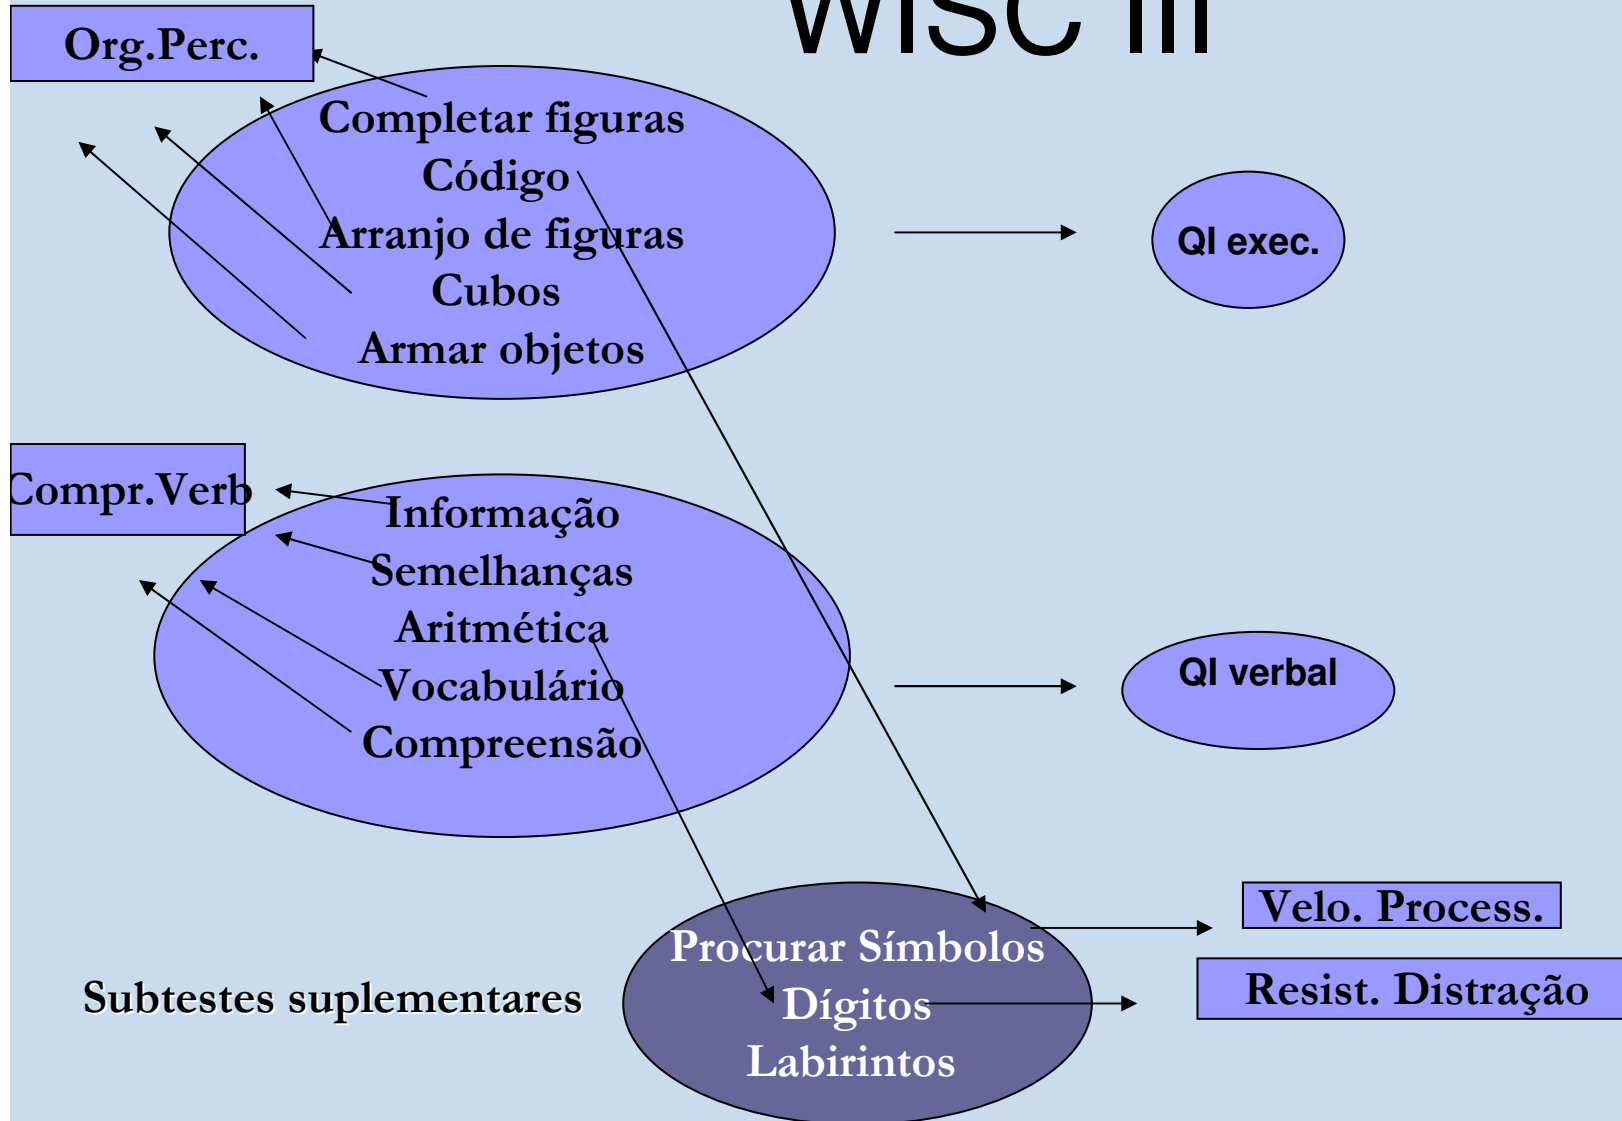 WISC III
Org.Perc.
Completar figuras
Código
Arranjo de figuras
Cubos
Armar objetos
QI exec.
Compr.Verb
Informação
Semelhanças
Aritmética
Vocabulário
Compreensão
QI verbal
Subtestes suplementares
Procurar Símbolos
Dígitos
Labirintos
Velo. Process.
Resist. Distração